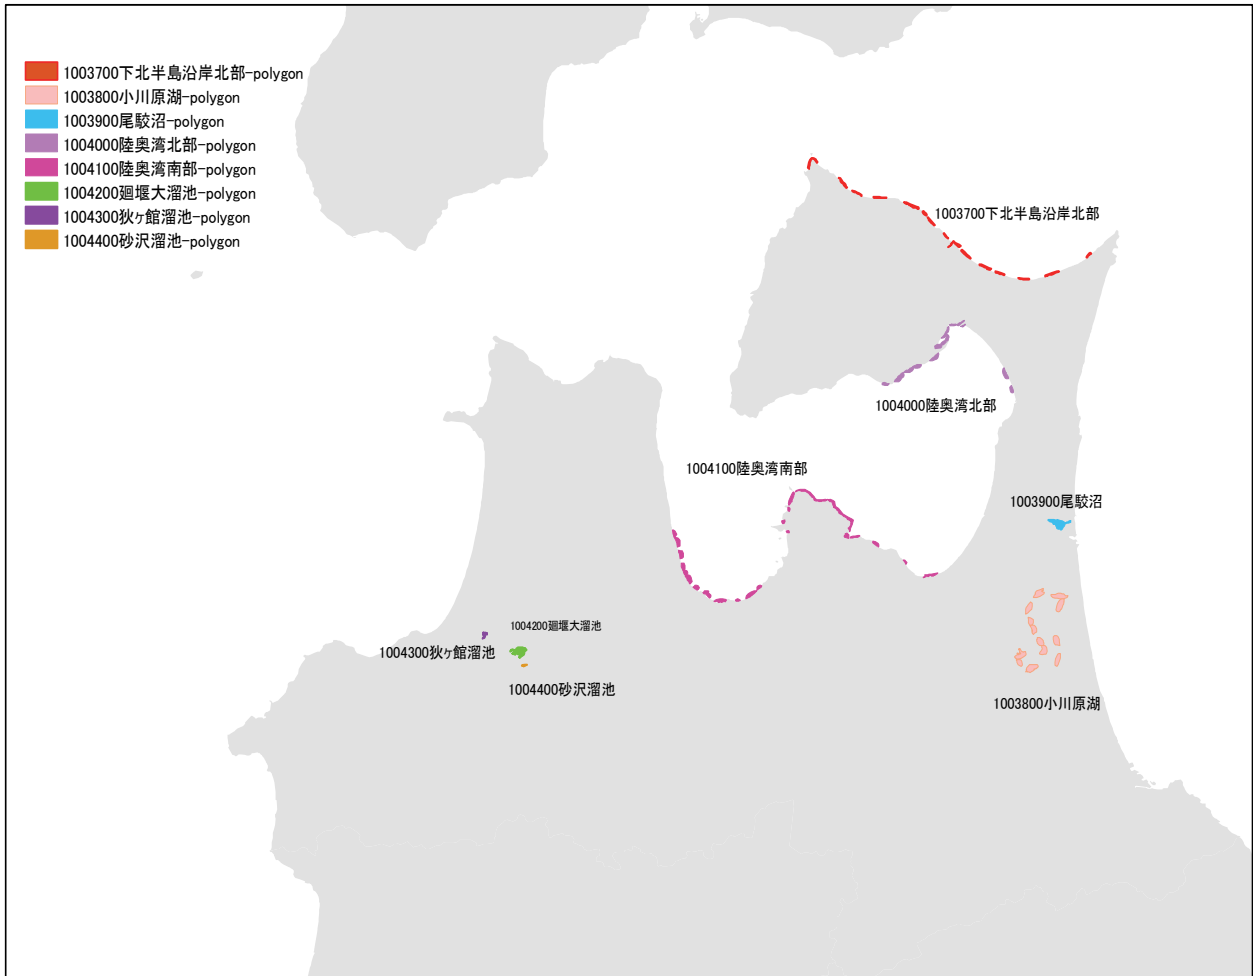 1003700下北半島沿岸北部-polygon
1003800小川原湖-polygon
1003900尾駮沼-polygon
1004000陸奥湾北部-polygon
1004100陸奥湾南部-polygon
1004200廻堰大溜池-polygon
1004300狄ヶ館溜池-polygon
1004400砂沢溜池-polygon
1003700下北半島沿岸北部
1004000陸奥湾北部
1004100陸奥湾南部
1003900尾駮沼
1004200廻堰大溜池
1004300狄ヶ館溜池
1004400砂沢溜池
1003800小川原湖